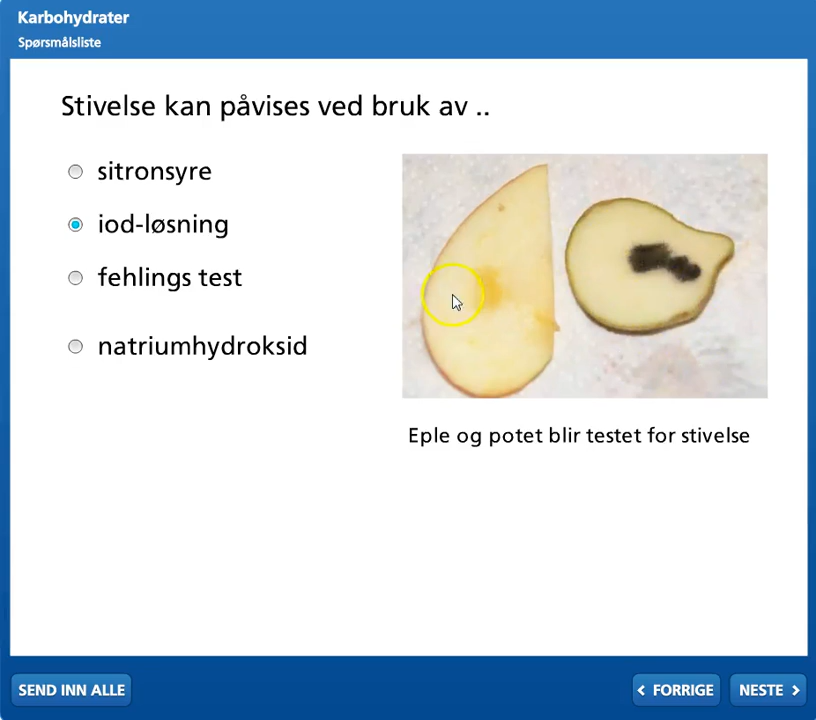 Karbohydrater
Spørsmålsliste
Stivelse kan påvises ved bruk av ..
sitronsyre
iod-løsning
fehlings test
natriumhydroksid
Eple og potet blir testet for stivelse
SEND INN ALLE
FORRIGE
NESTE